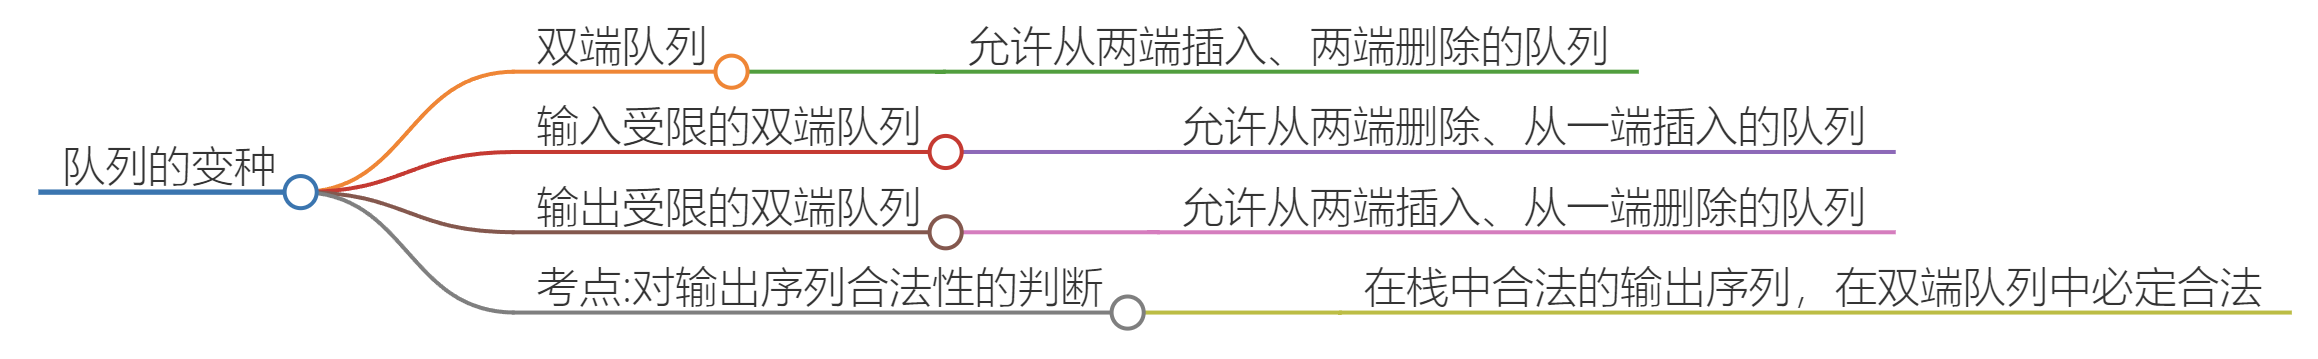 队列的变种
双端队列
允许从两端插入、两端删除的队列
输入受限的双端队列
允许从两端删除、从一端插入的队列
输出受限的双端队列
允许从两端插入、从一端删除的队列
考点:对输出序列合法性的判断
在栈中合法的输出序列，在双端队列中必定合法